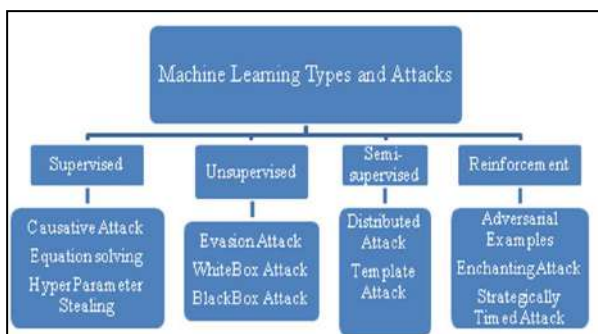 Machine Learning Types and Attacks
Supervised
Unsupervised
Semi-
supervised
Reinforcement
Causative Attack
Equation solving
HyperParameter
Stealing
Evasion Attack
WhiteBox Attack
BlackBox Attack
Distributed
Attack
Template
Attack
Adversarial
Examples
Enchanting Attack
Strategically
Timed Attack